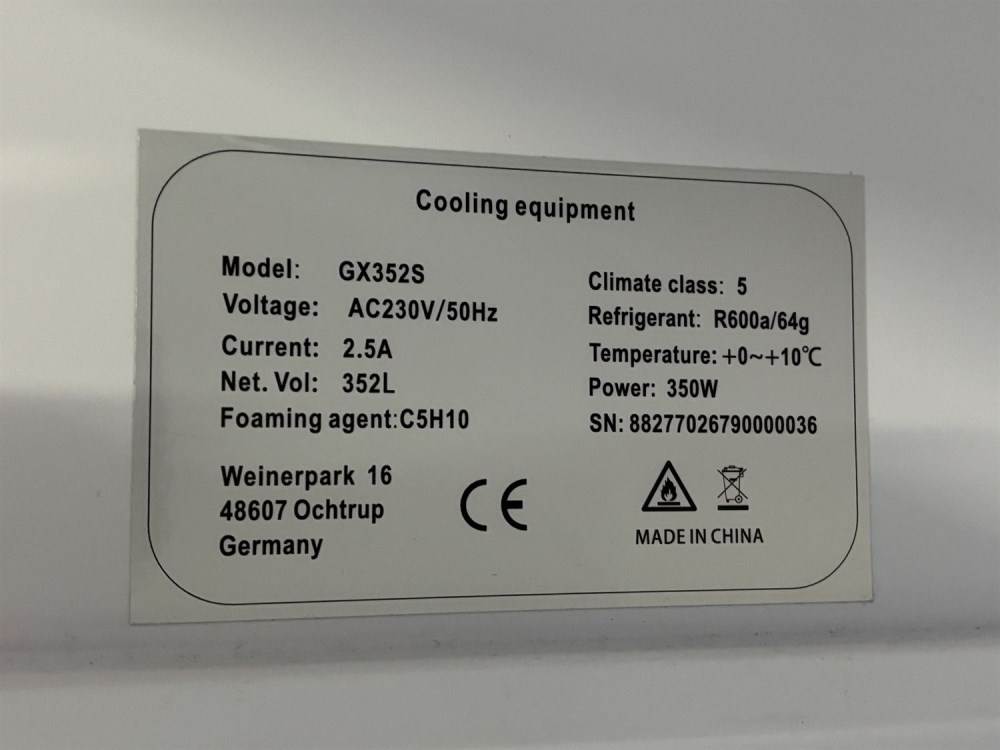 Cooling equipment
Model: GX352S
Voltage: AC230V/50Hz
Current: 2.5A
Net. Vol: 352L
Foaming agent:C5H10
Climate class: 5
Refrigerant: R600a/64g
Temperature: +0~+10℃
Power: 350W
SN: 88277026790000036
Weinerpark 16
48607 Ochtrup
Germany
CE
MADE IN CHINA